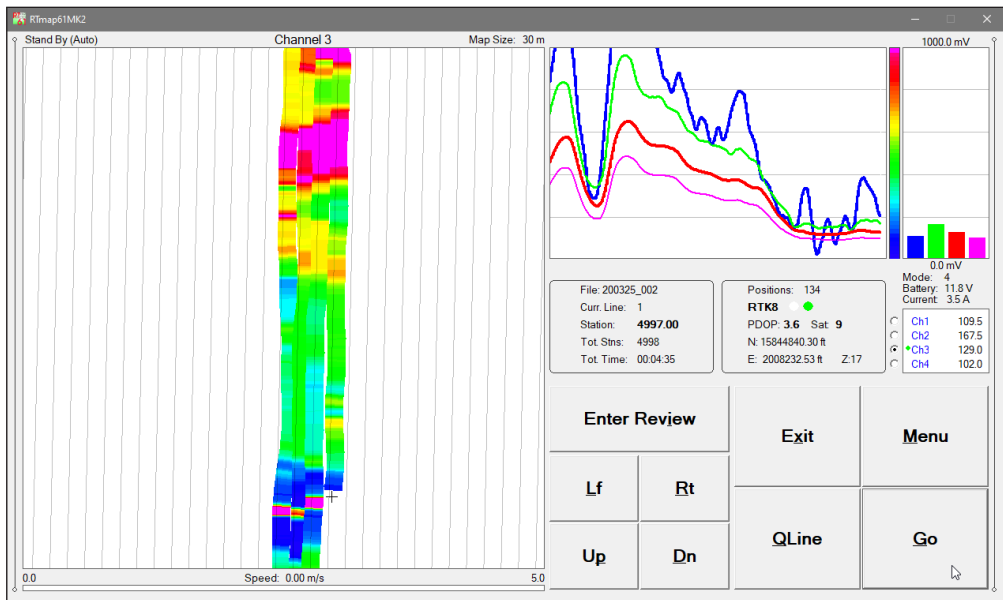 RTmap61MK2
Stand By (Auto) Channel 3 Map Size: 30 m
1000.0 mV
0.0 mV
Mode: 4
Battery: 11.8 V
Current: 3.5 A
File: 200325_002
Curr. Line: 1
Station: 4997.00
Tot. Stns: 4998
Tot. Time: 00:04:35
Positions: 134
RTK8
PDOP: 3.6 Sat: 9
N: 15844840.30 ft
E: 2008232.53 ft Z:17
Ch1 109.5
Ch2 167.5
Ch3 129.0
Ch4 102.0
Enter Review
Exit
Menu
Lf
Rt
Up
Dn
QLine
Go
0.0 Speed: 0.00 m/s 5.0